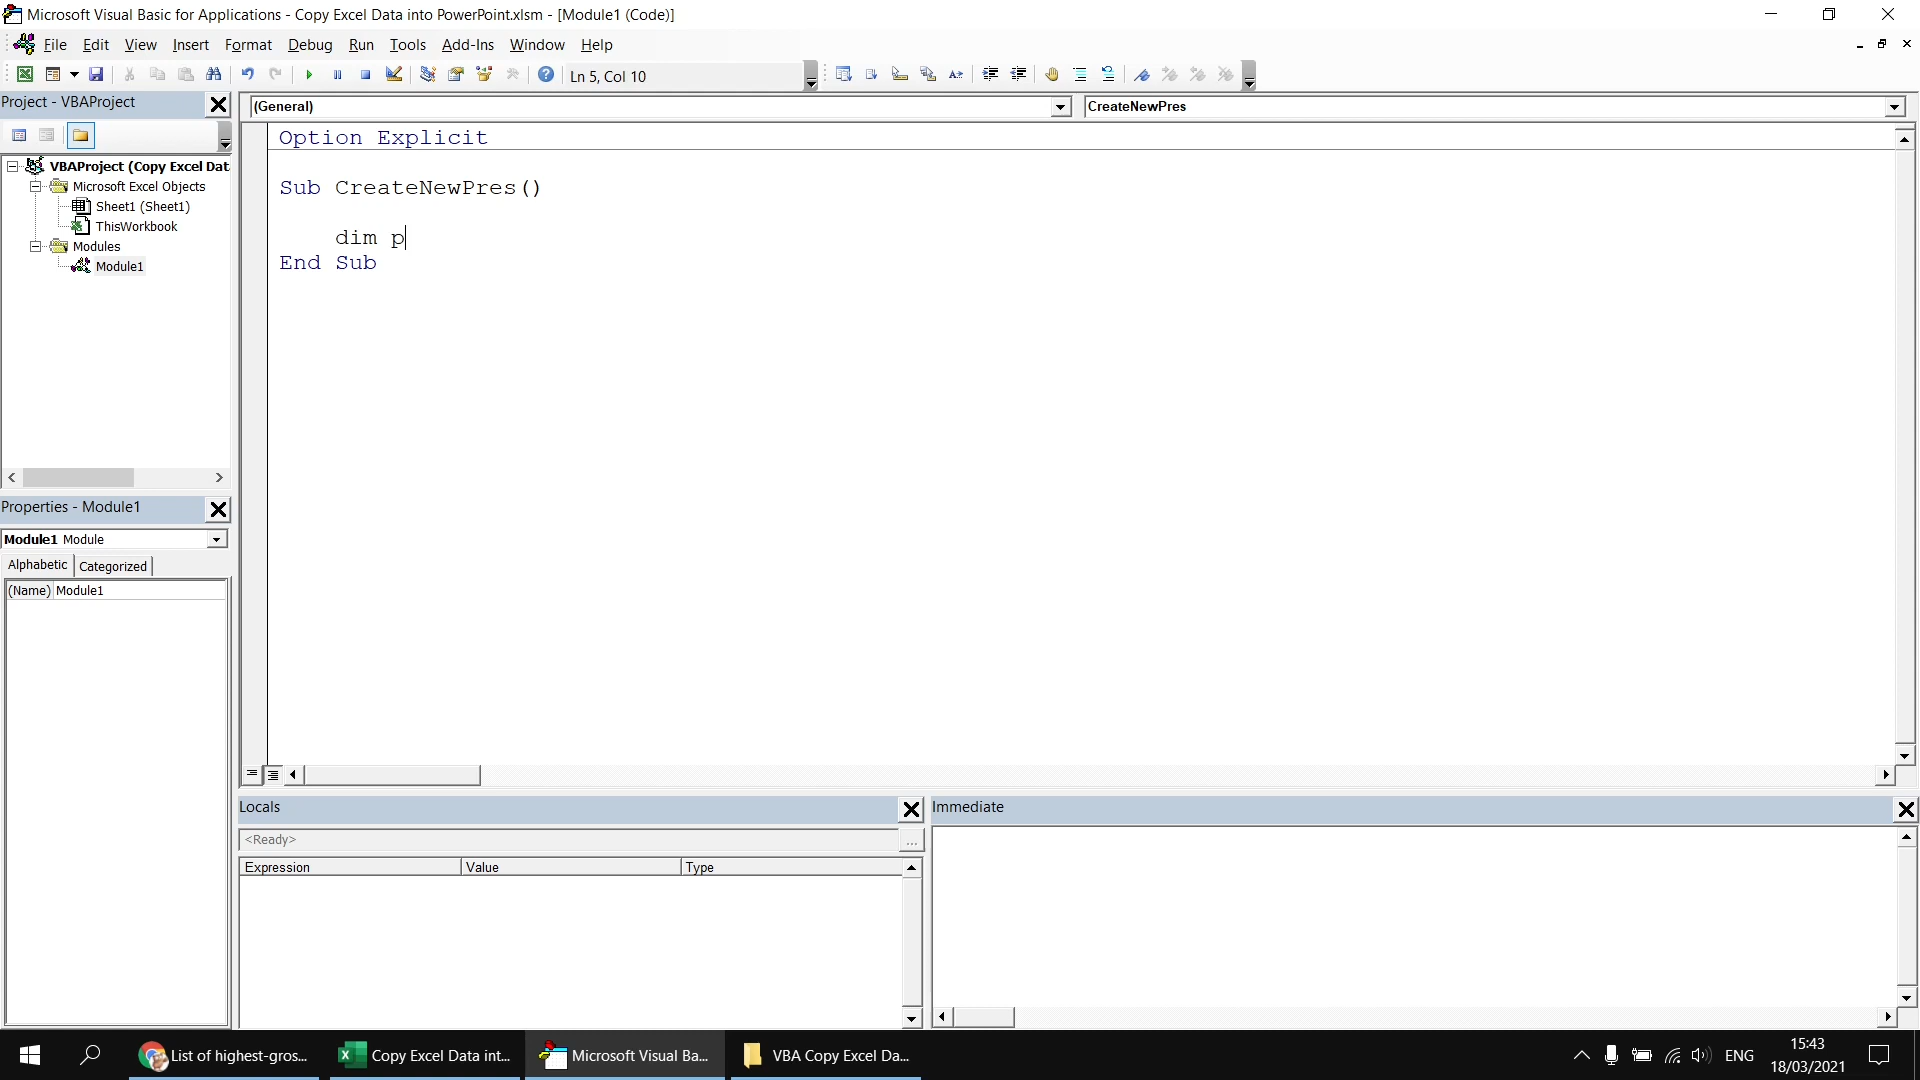 Microsoft Visual Basic for Applications - Copy Excel Data into PowerPoint.xlsm - [Module1 (Code)]
File Edit View Insert Format Debug Run Tools Add-Ins Window Help
Ln 5, Col 10
Project - VBAProject
(General)
CreateNewPres
VBAProject (Copy Excel Dat
Microsoft Excel Objects
Sheet1 (Sheet1)
ThisWorkbook
Modules
Module1
Option Explicit
Sub CreateNewPres()
dim p
End Sub
Properties - Module1
Module1 Module
Alphabetic Categorized
(Name) Module1
Locals
<Ready>
...
Expression Value Type
Immediate
List of highest-gros...
Copy Excel Data int...
Microsoft Visual Ba...
VBA Copy Excel Da...
ENG
15:43
18/03/2021